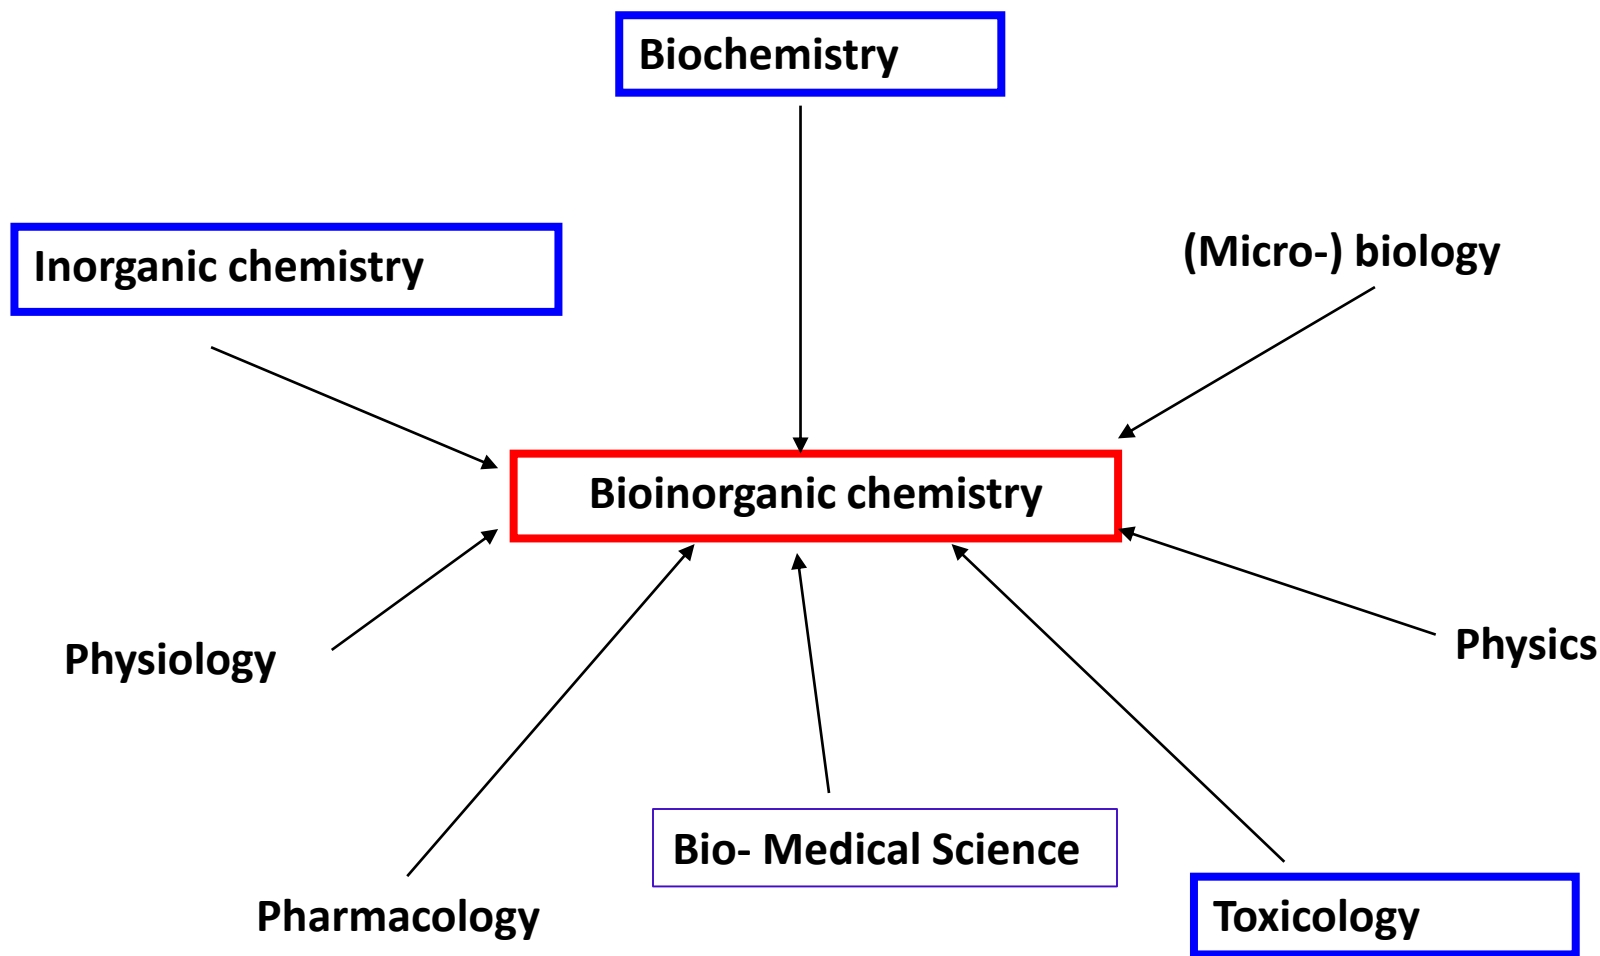 Biochemistry
Inorganic chemistry
(Micro-) biology
Bioinorganic chemistry
Physiology
Physics
Pharmacology
Bio- Medical Science
Toxicology